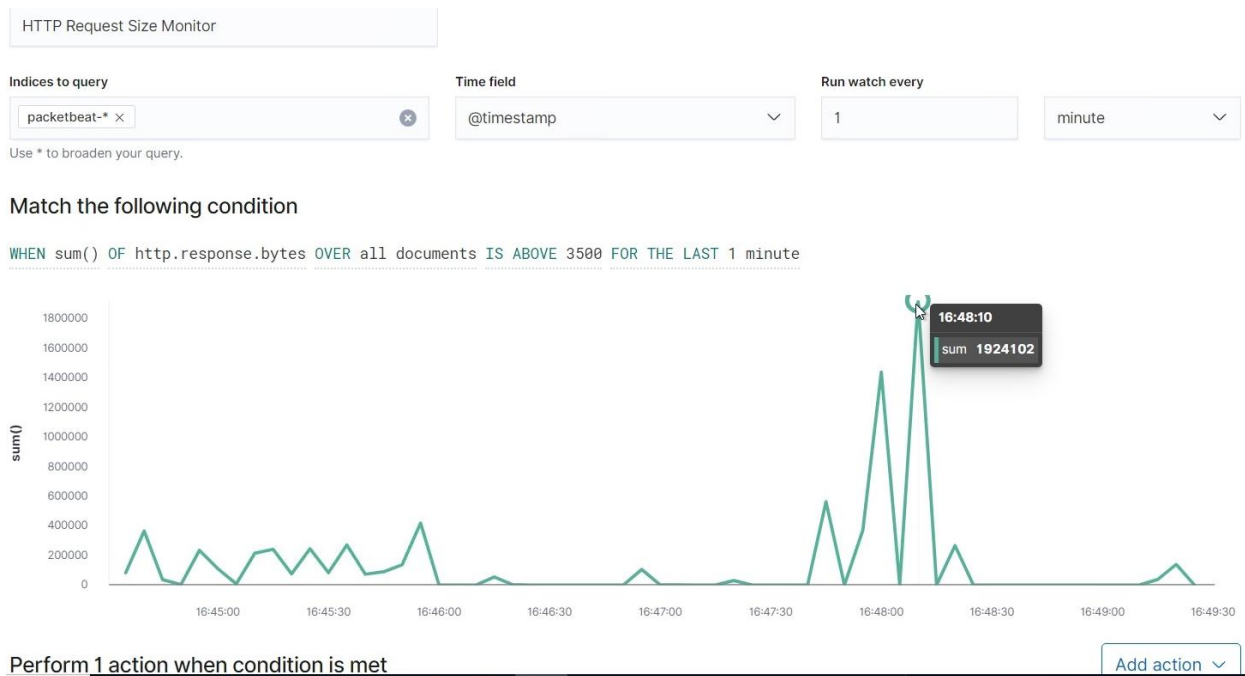 HTTP Request Size Monitor
Indices to query
Time field
Run watch every
packetbeat-* ×
@timestamp
1
minute
Use * to broaden your query.
Match the following condition
WHEN sum() OF http.response.bytes OVER all documents IS ABOVE 3500 FOR THE LAST 1 minute
sum()
1800000
1600000
1400000
1200000
1000000
800000
600000
400000
200000
0
16:48:10
sum 1924102
16:45:00
16:45:30
16:46:00
16:46:30
16:47:00
16:47:30
16:48:00
16:48:30
16:49:00
16:49:30
Perform 1 action when condition is met
Add action